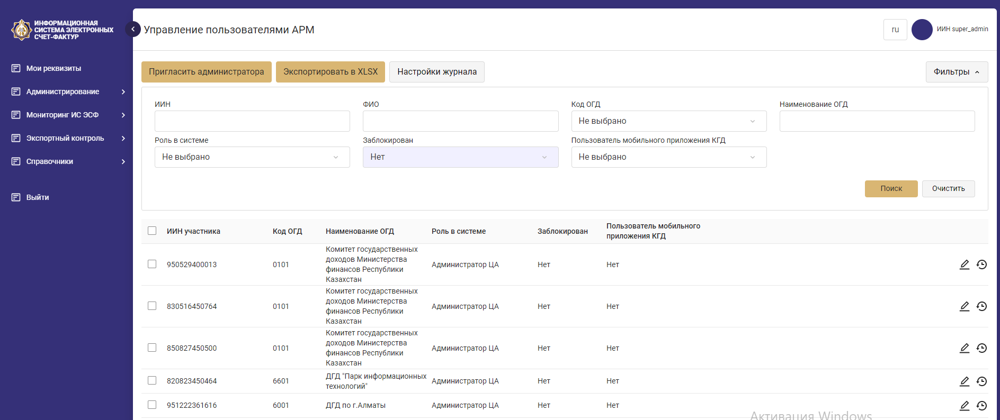 ИНФОРМАЦИОННАЯ
СИСТЕМА ЭЛЕКТРОННЫХ
СЧЕТ-ФАКТУР
Мои реквизиты
Администрирование
Мониторинг ИС ЭСФ
Экспортный контроль
Справочники
Выйти
Управление пользователями АРМ
ru
ИИН super_admin
Пригласить администратора
Экспортировать в XLSX
Настройки журнала
Фильтры
ИИН
ФИО
Код ОГД
Наименование ОГД
Не выбрано
Роль в системе
Заблокирован
Пользователь мобильного приложения КГД
Не выбрано
Нет
Не выбрано
Поиск
Очистить
ИИН участника
Код ОГД
Наименование ОГД
Роль в системе
Заблокирован
Пользователь мобильного
приложения КГД
950529400013
0101
Комитет государственных
доходов Министерства
финансов Республики
Казахстан
Администратор ЦА
Нет
Нет
830516450764
0101
Комитет государственных
доходов Министерства
финансов Республики
Казахстан
Администратор ЦА
Нет
Нет
850827450500
0101
Комитет государственных
доходов Министерства
финансов Республики
Казахстан
Администратор ЦА
Нет
Нет
820823450464
6601
ДГД "Парк информационных
технологий"
Администратор ЦА
Нет
Нет
951222361616
6001
ДГД по г.Алматы
Администратор ЦА
Нет
Нет
Активация Windows